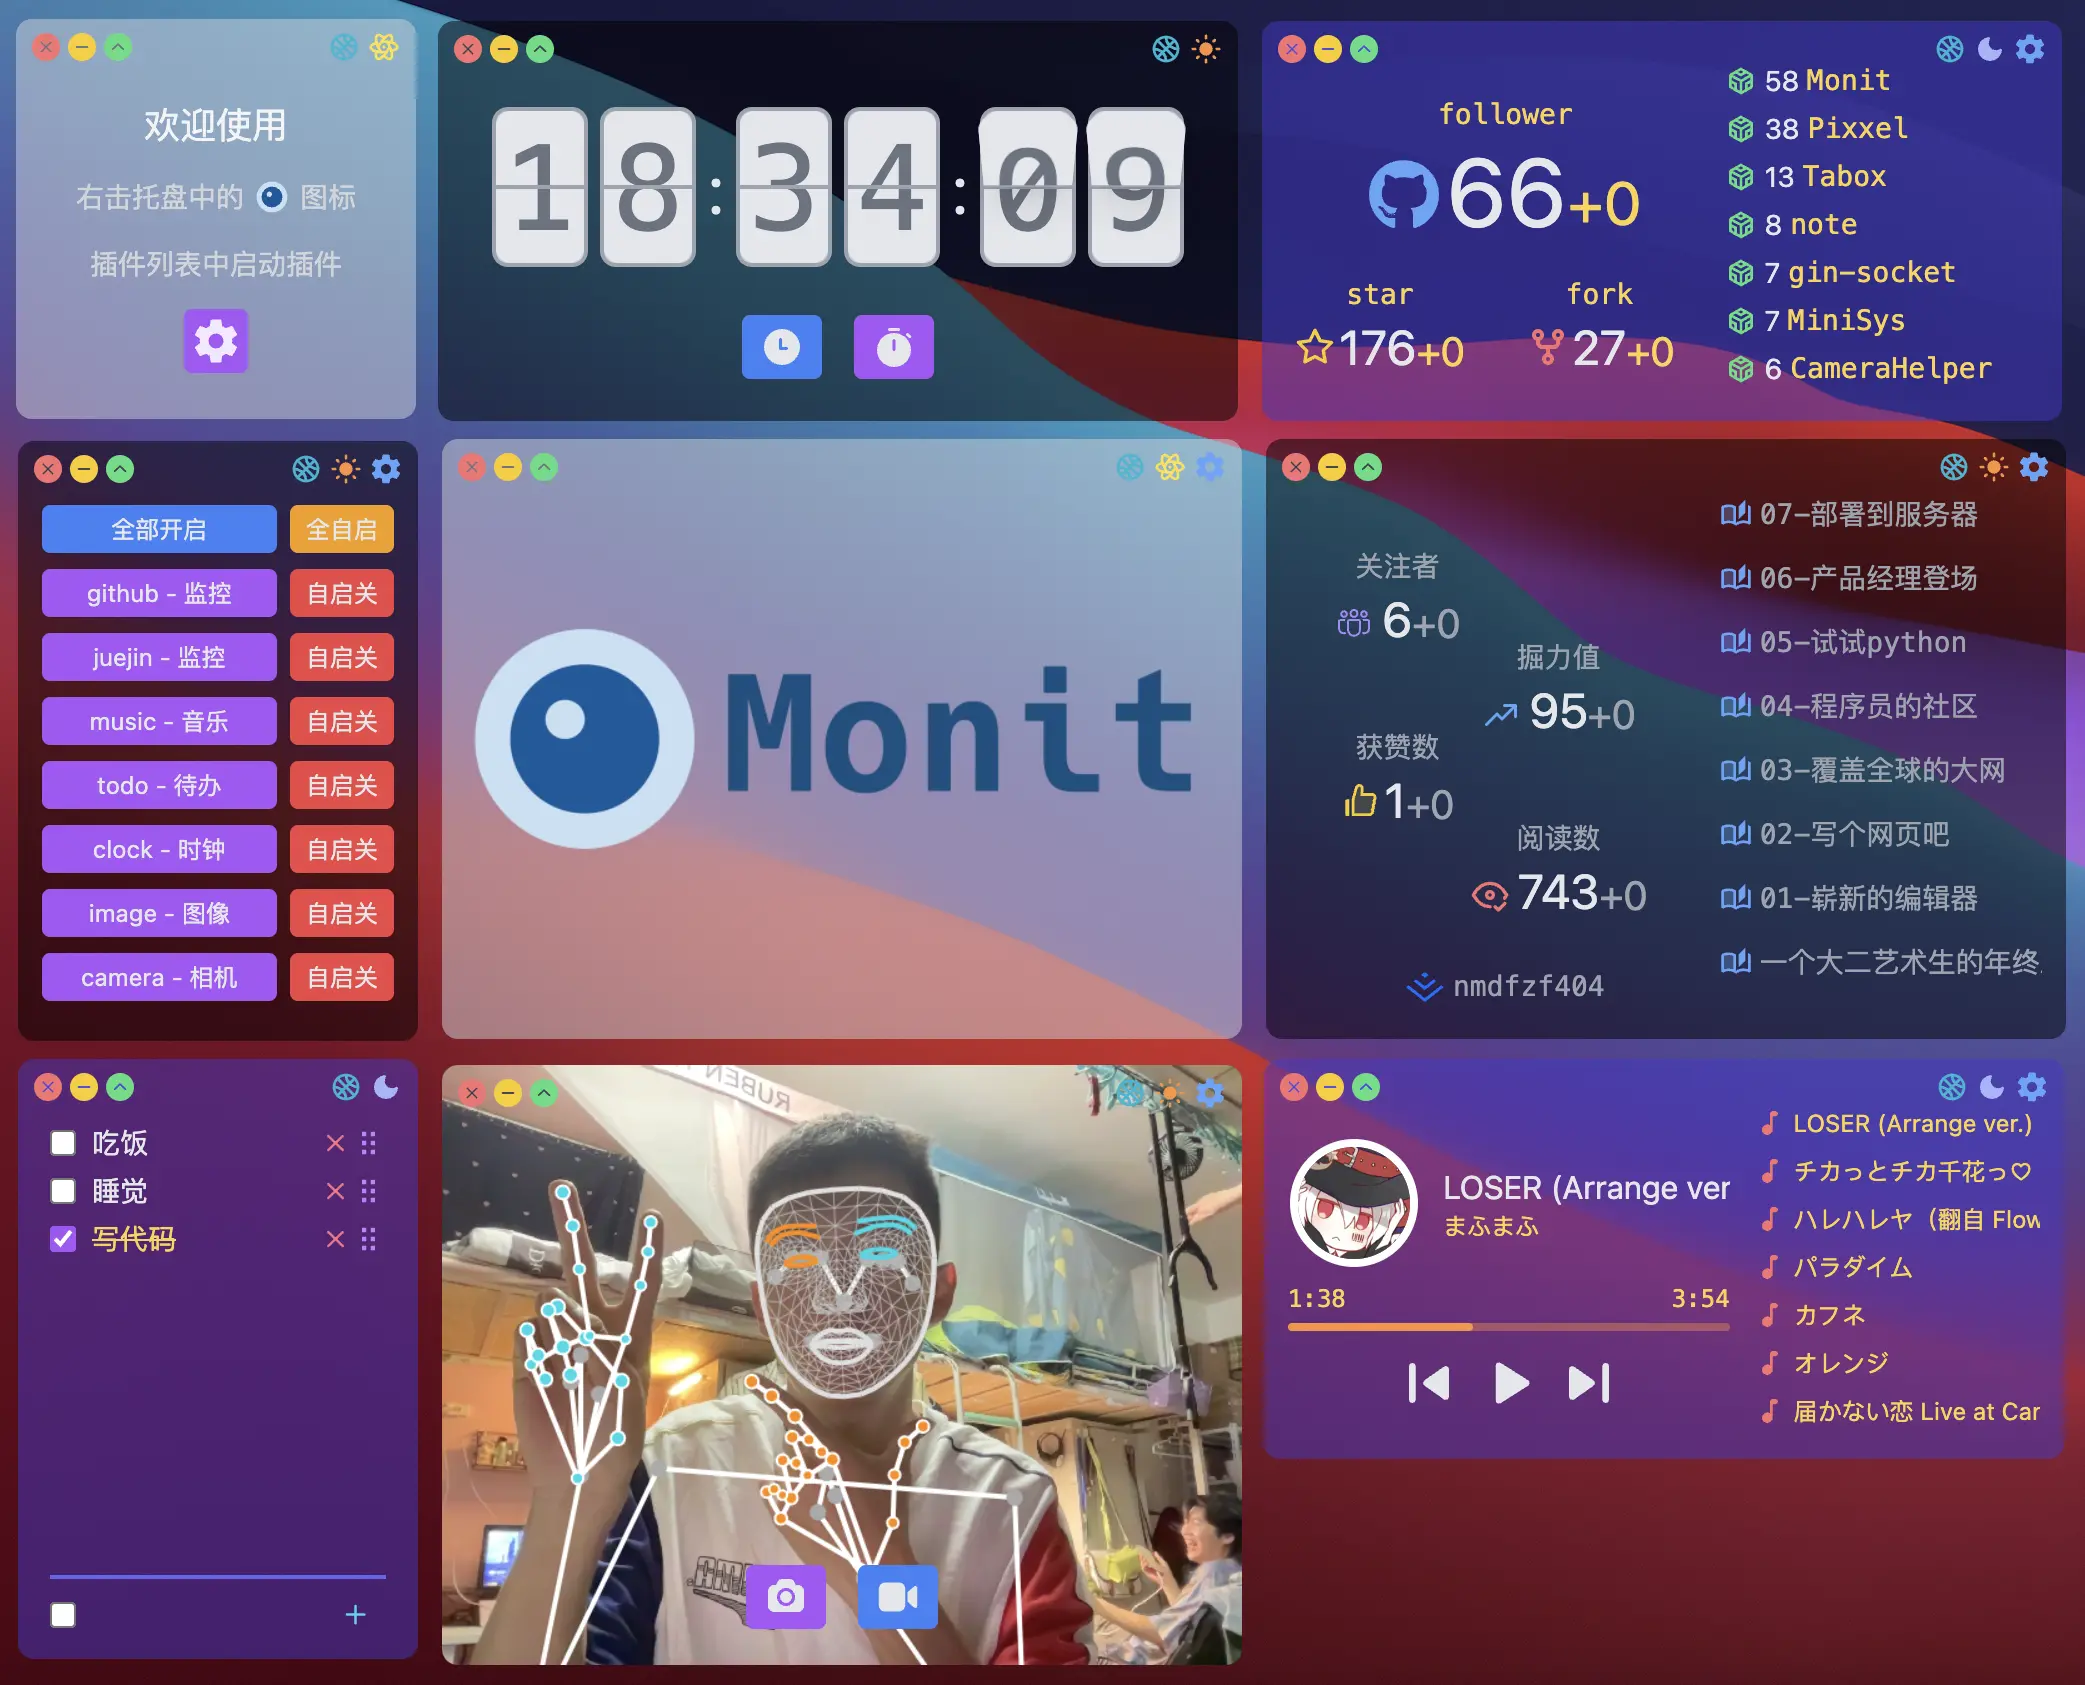 欢迎使用
右击托盘中的 图标
插件列表中启动插件
18:34:09
follower
66+0
star
176+0
fork
27+0
58 Monit
38 Pixxel
13 Tabox
8 note
7 gin-socket
7 MiniSys
6 CameraHelper
全部开启 全自启
github - 监控 自启关
juejin - 监控 自启关
music - 音乐 自启关
todo - 待办 自启关
clock - 时钟 自启关
image - 图像 自启关
camera - 相机 自启关
Monit
关注者
6+0
掘力值
95+0
获赞数
1+0
阅读数
743+0
nmdfzf404
07-部署到服务器
06-产品经理登场
05-试试python
04-程序员的社区
03-覆盖全球的大网
02-写个网页吧
01-崭新的编辑器
一个大二艺术生的年终
吃饭
睡觉
写代码
RUBEN
LOSER (Arrange ver
まふまふ
1:38 3:54
LOSER (Arrange ver.)
チカっとチカ千花っ♡
ハレハレヤ（翻自 Flow
パラダイム
カフネ
オレンジ
届かない恋 Live at Car